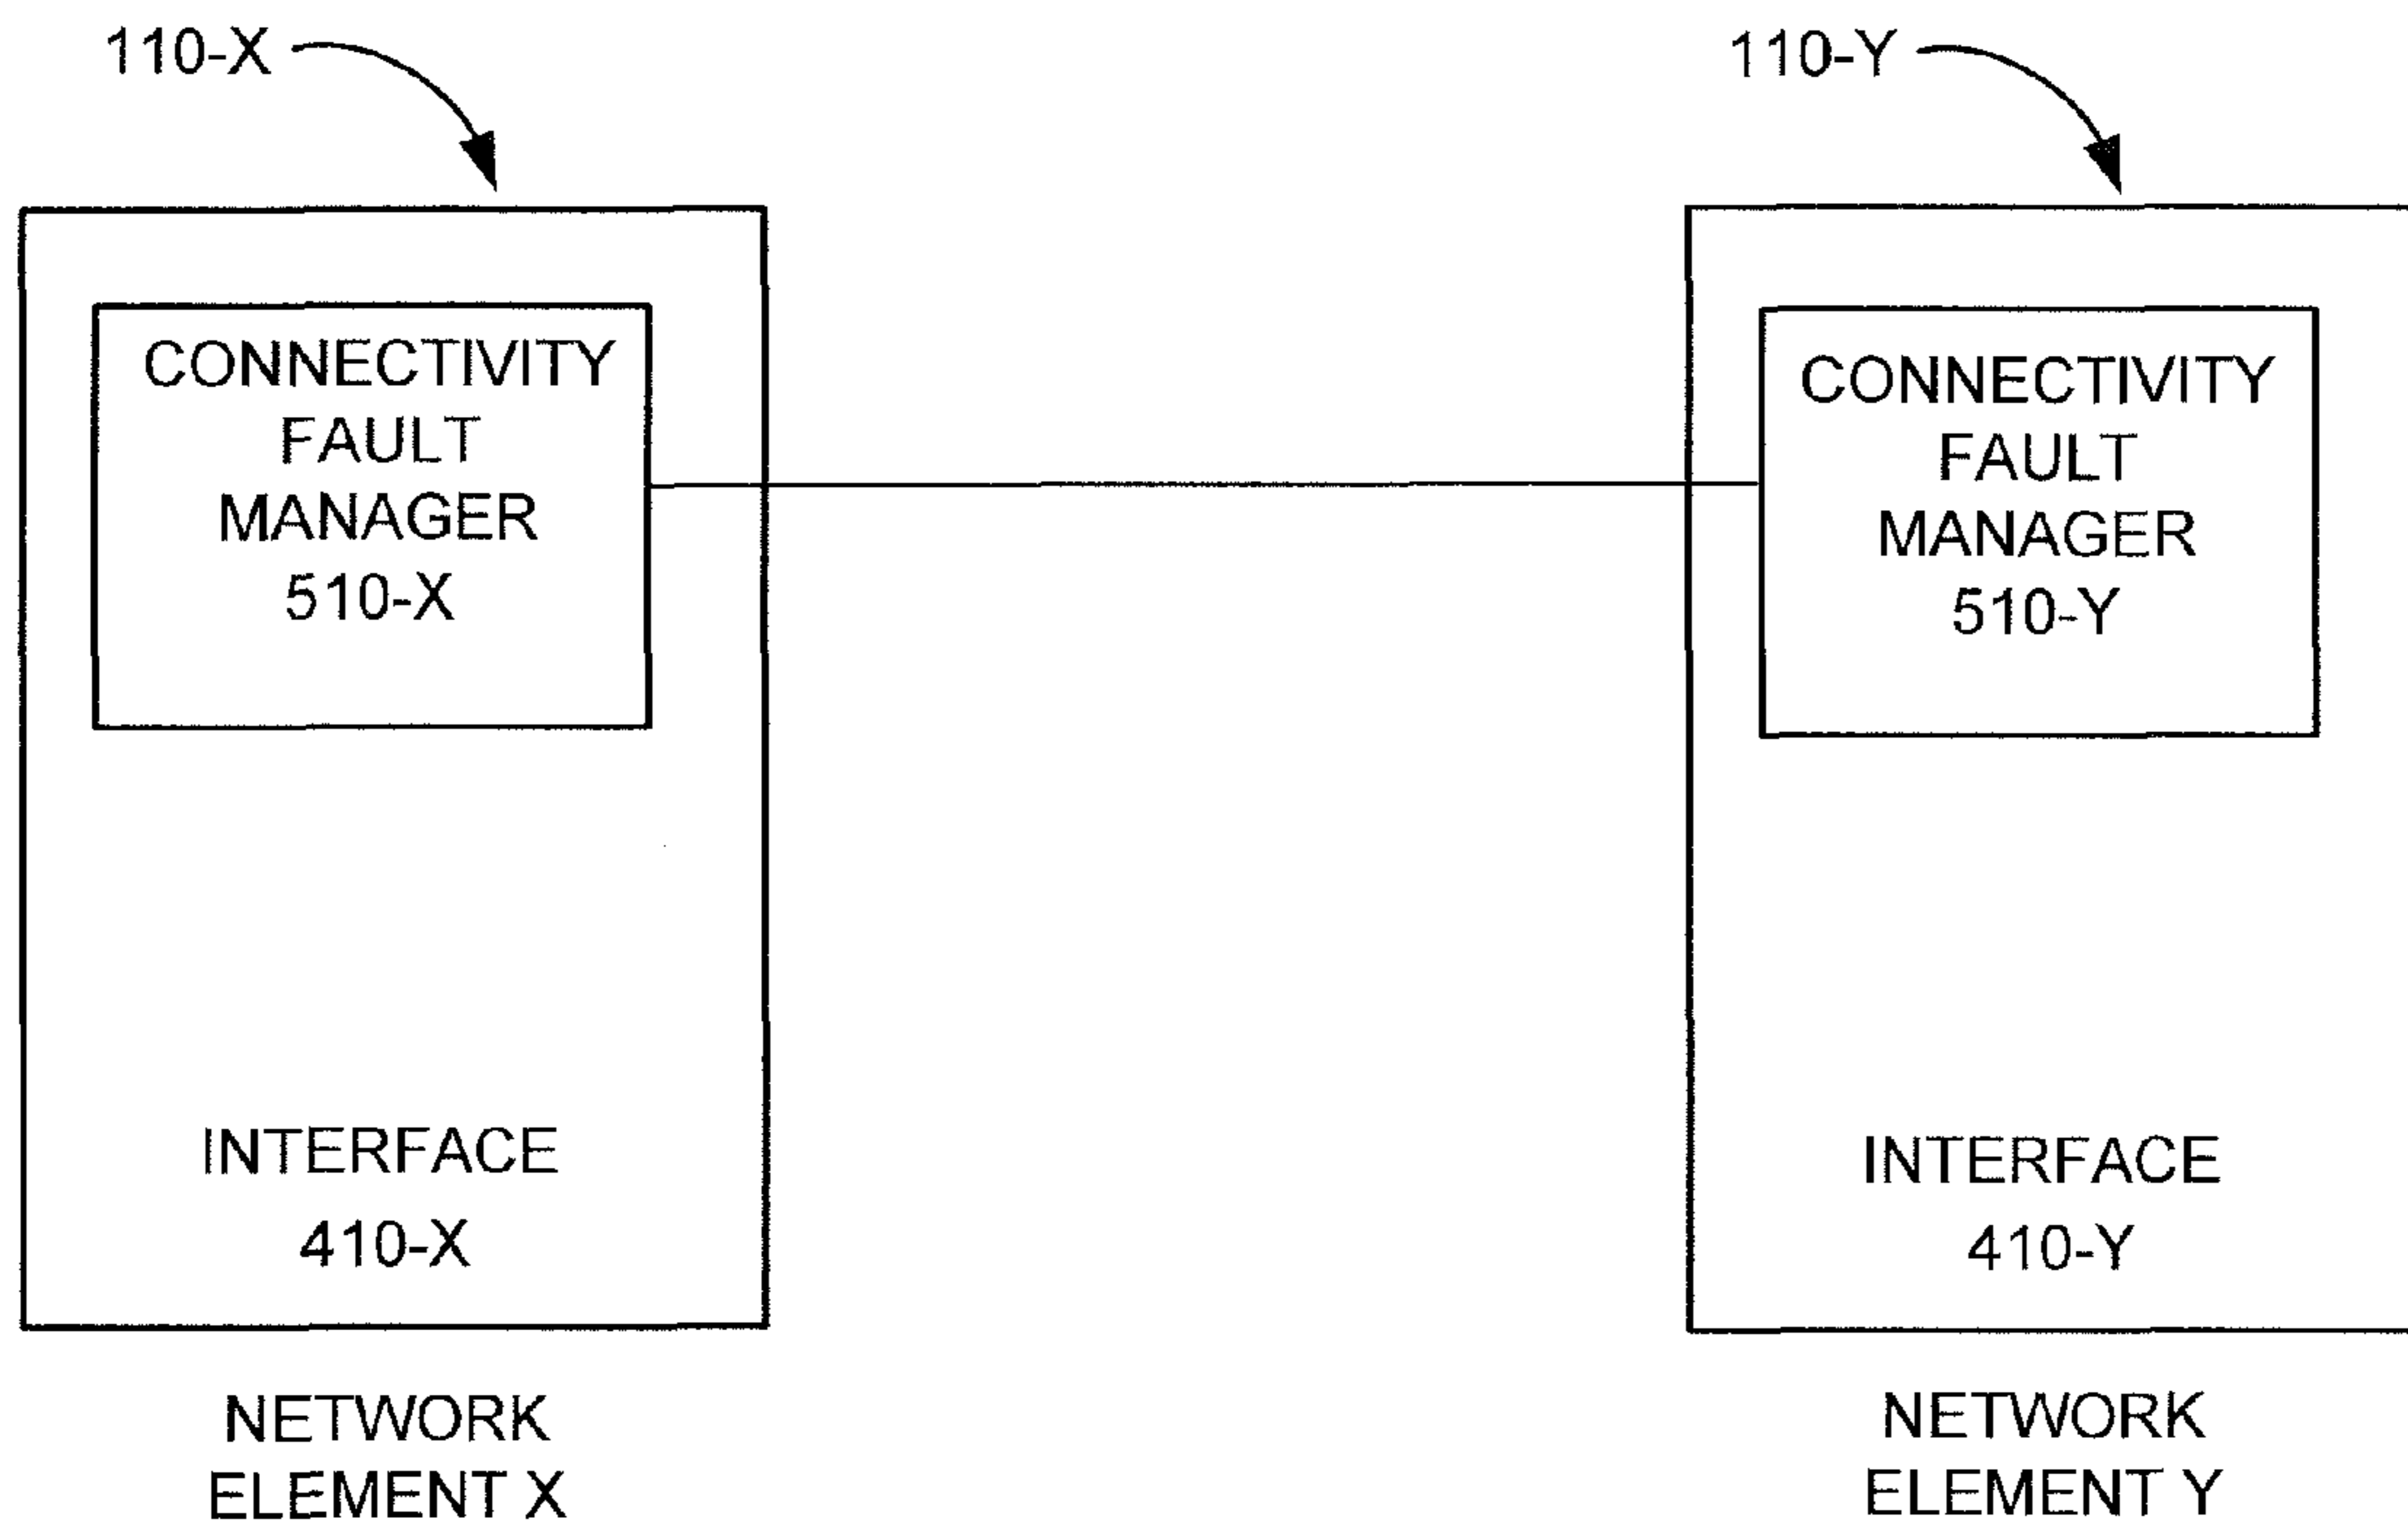 110-X
CONNECTIVITY
FAULT
MANAGER
510-X
INTERFACE
410-X
NETWORK
ELEMENT X
110-Y
CONNECTIVITY
FAULT
MANAGER
510-Y
INTERFACE
410-Y
NETWORK
ELEMENT Y